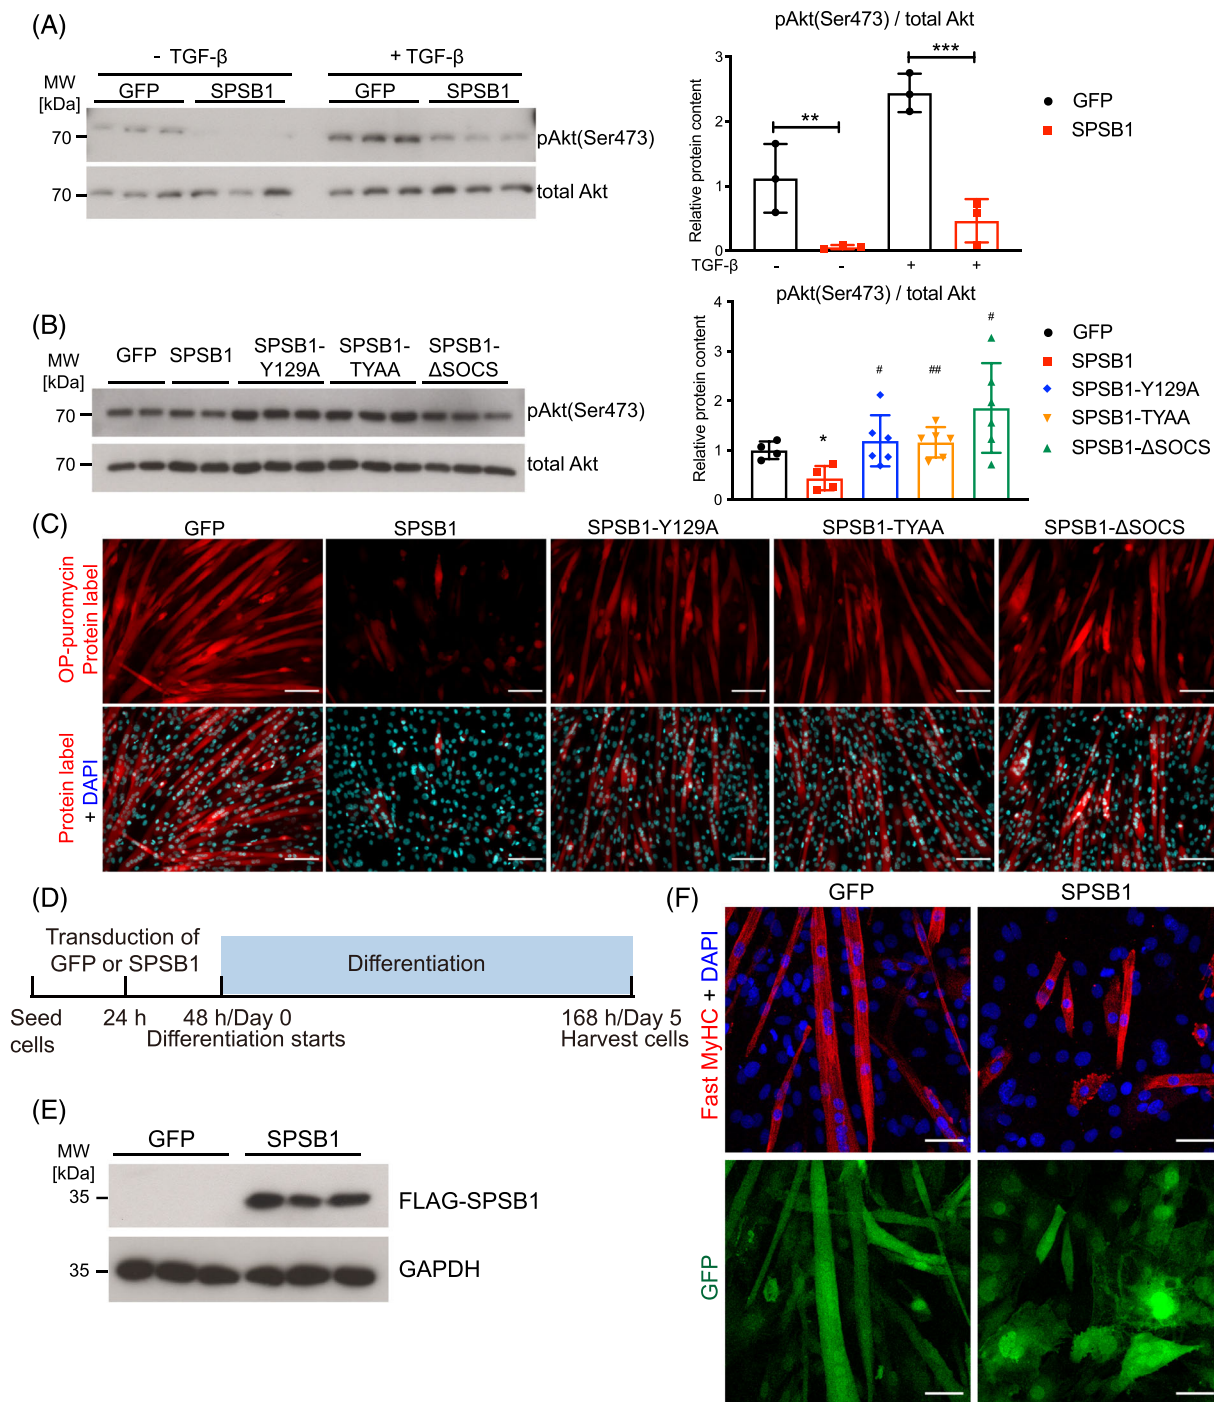 (A)
- TGF-β
+ TGF-β
MW
[kDa]
GFP
SPSB1
GFP
SPSB1
70
pAkt(Ser473)
70
total Akt
pAkt(Ser473) / total Akt
Relative protein content
3
2
1
0
**
***
TGF-β
-
-
+
+
GFP
SPSB1
(B)
MW
[kDa]
GFP
SPSB1
SPSB1-
Y129A
SPSB1-
TYAA
SPSB1-
ΔSOCS
70
pAkt(Ser473)
70
total Akt
pAkt(Ser473) / total Akt
Relative protein content
4
3
2
1
0
*
#
##
#
GFP
SPSB1
SPSB1-Y129A
SPSB1-TYAA
SPSB1-ΔSOCS
(C)
GFP
SPSB1
SPSB1-Y129A
SPSB1-TYAA
SPSB1-ΔSOCS
OP-puromycin
Protein label
Protein label
+ DAPI
(D)
Transduction of
GFP or SPSB1
Differentiation
Seed
cells
24 h
48 h/Day 0
Differentiation starts
168 h/Day 5
Harvest cells
(E)
MW
[kDa]
GFP
SPSB1
35
FLAG-SPSB1
35
GAPDH
(F)
GFP
SPSB1
Fast MyHC + DAPI
GFP